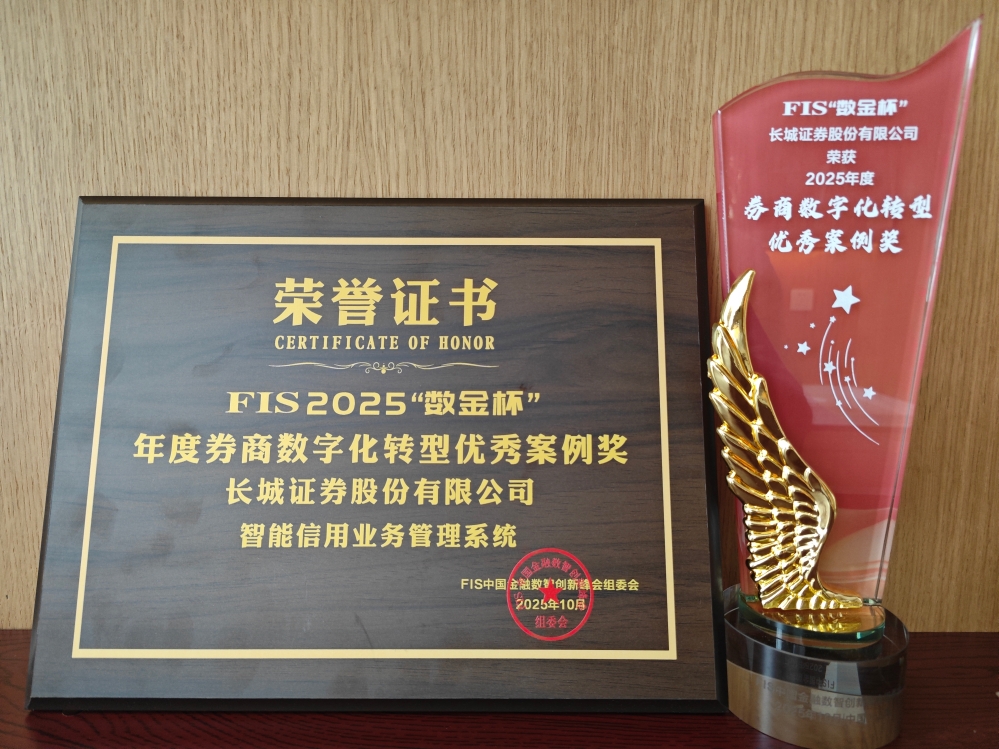 荣誉证书
CERTIFICATE OF HONOR
FIS 2025“数金杯”
年度券商数字化转型优秀案例奖
长城证券股份有限公司
智能信用业务管理系统
FIS中国金融数智创新峰会组委会
2025年10月
组委会
FIS“数金杯”
长城证券股份有限公司
荣获
2025年度
券商数字化转型
优秀案例奖